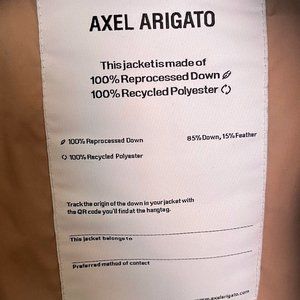 AXEL ARIGATO
This jacket is made of
100% Reprocessed Down
100% Recycled Polyester
100% Reprocessed Down 85% Down, 15% Feather
100% Recycled Polyester
Track the origin of the down in your jacket with
the QR code you'll find at the hangtag.
This jacket belongs to
Preferred method of contact
www.axelarigato.com